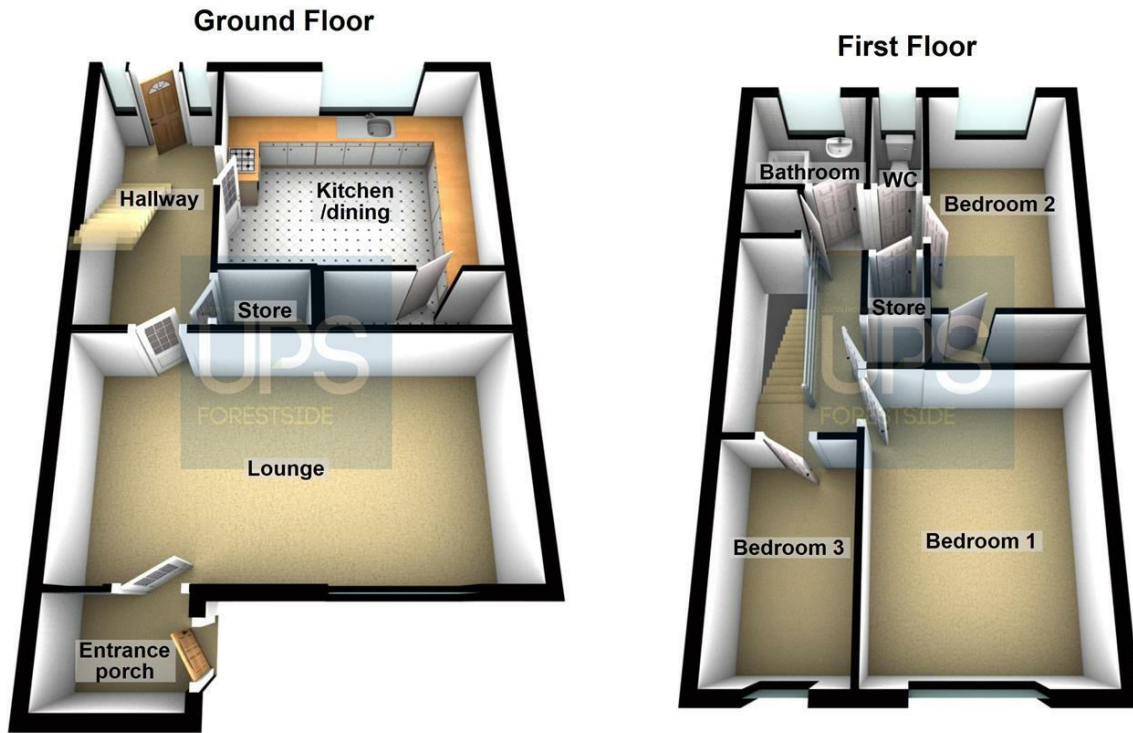 Ground Floor
Hallway
Kitchen
/dining
Store
Lounge
Entrance
porch
UPS
FORESTSIDE
First Floor
Bathroom
WC
Bedroom 2
Store
Bedroom 3
Bedroom 1
UPS
FORESTSIDE